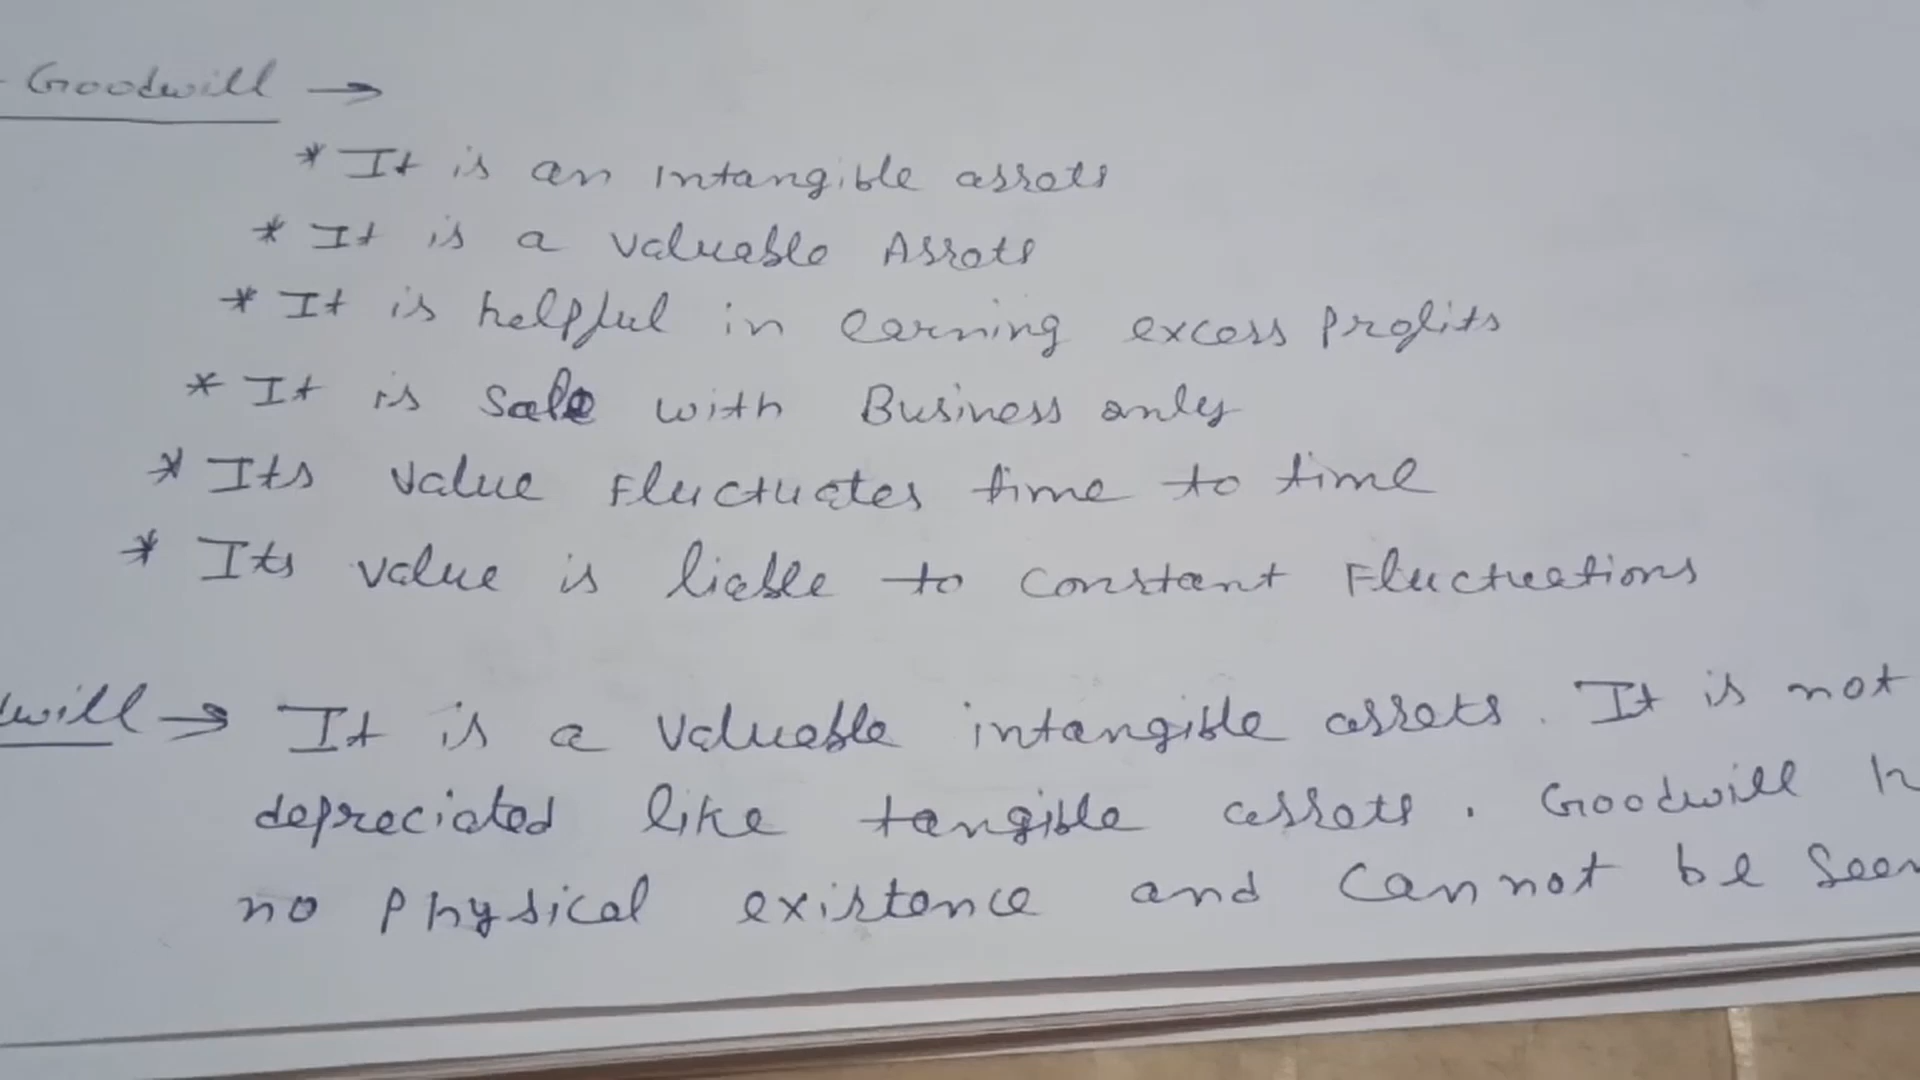 Goodwill →
* It is an intangible assets
* It is a valuable Assets
* It is helpful in earning excess profits
* It is sale with Business only
* Its value Fluctuates time to time
* Its value is liable to constant Fluctuations
will → It is a valuable intangible assets. It is not
depreciated like tangible assets. Goodwill
no physical existence and cannot be seen